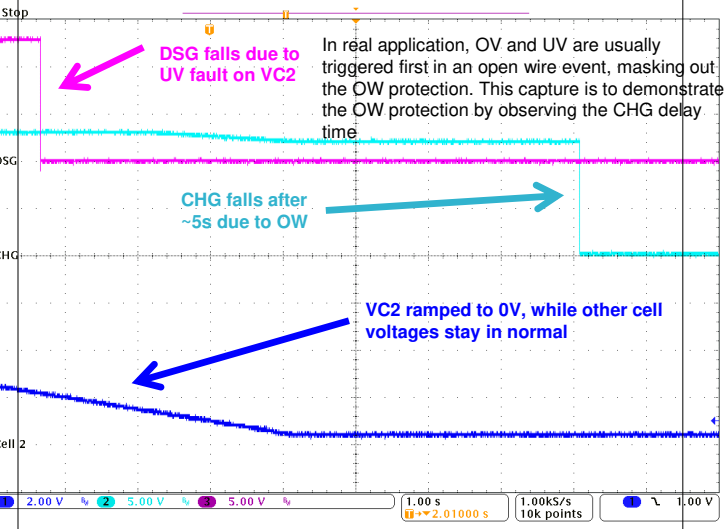 Stop
DSG falls due to
UV fault on VC2
In real application, OV and UV are usually
triggered first in an open wire event, masking out
the OW protection. This capture is to demonstrate
the OW protection by observing the CHG delay
time
DSG
CHG falls after
~5s due to OW
CHG
VC2 ramped to 0V, while other cell
voltages stay in normal
Cell 2
1 2.00 V 2 5.00 V 3 5.00 V 1.00 s 1.00kS/s 1 1.00 V
T→▼2.01000 s 10k points